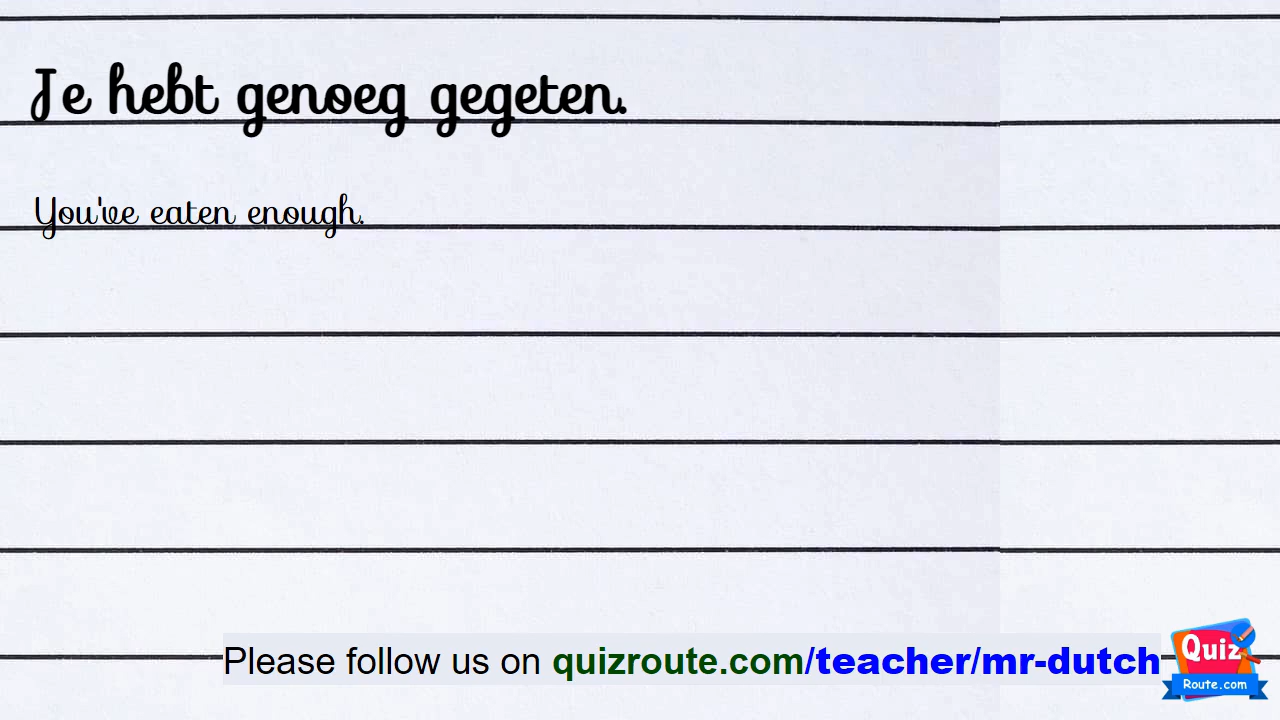 Je hebt genoeg gegeten.
You've eaten enough.
Please follow us on quizroute.com/teacher/mr-dutch
Quiz
Route.com